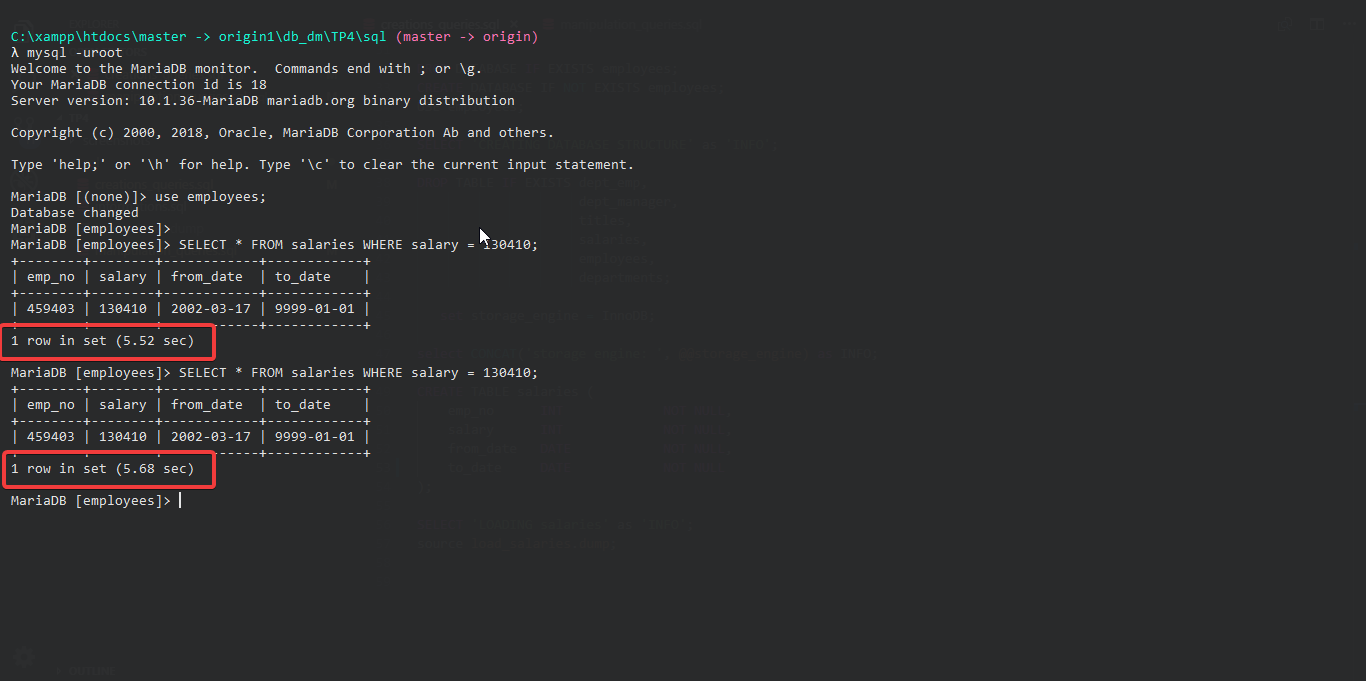 C:\xampp\htdocs\master -> origin1\db_dm\TP4\sql (master -> origin)
λ mysql -uroot
Welcome to the MariaDB monitor.  Commands end with ; or \g.
Your MariaDB connection id is 18
Server version: 10.1.36-MariaDB mariadb.org binary distribution

Copyright (c) 2000, 2018, Oracle, MariaDB Corporation Ab and others.

Type 'help;' or '\h' for help. Type '\c' to clear the current input statement.

MariaDB [(none)]> use employees;
Database changed
MariaDB [employees]>
MariaDB [employees]> SELECT * FROM salaries WHERE salary = 130410;
+--------+--------+------------+------------+
| emp_no | salary | from_date  | to_date    |
+--------+--------+------------+------------+
| 459403 | 130410 | 2002-03-17 | 9999-01-01 |
+--------+--------+------------+------------+
1 row in set (5.52 sec)

MariaDB [employees]> SELECT * FROM salaries WHERE salary = 130410;
+--------+--------+------------+------------+
| emp_no | salary | from_date  | to_date    |
+--------+--------+------------+------------+
| 459403 | 130410 | 2002-03-17 | 9999-01-01 |
+--------+--------+------------+------------+
1 row in set (5.68 sec)

MariaDB [employees]>